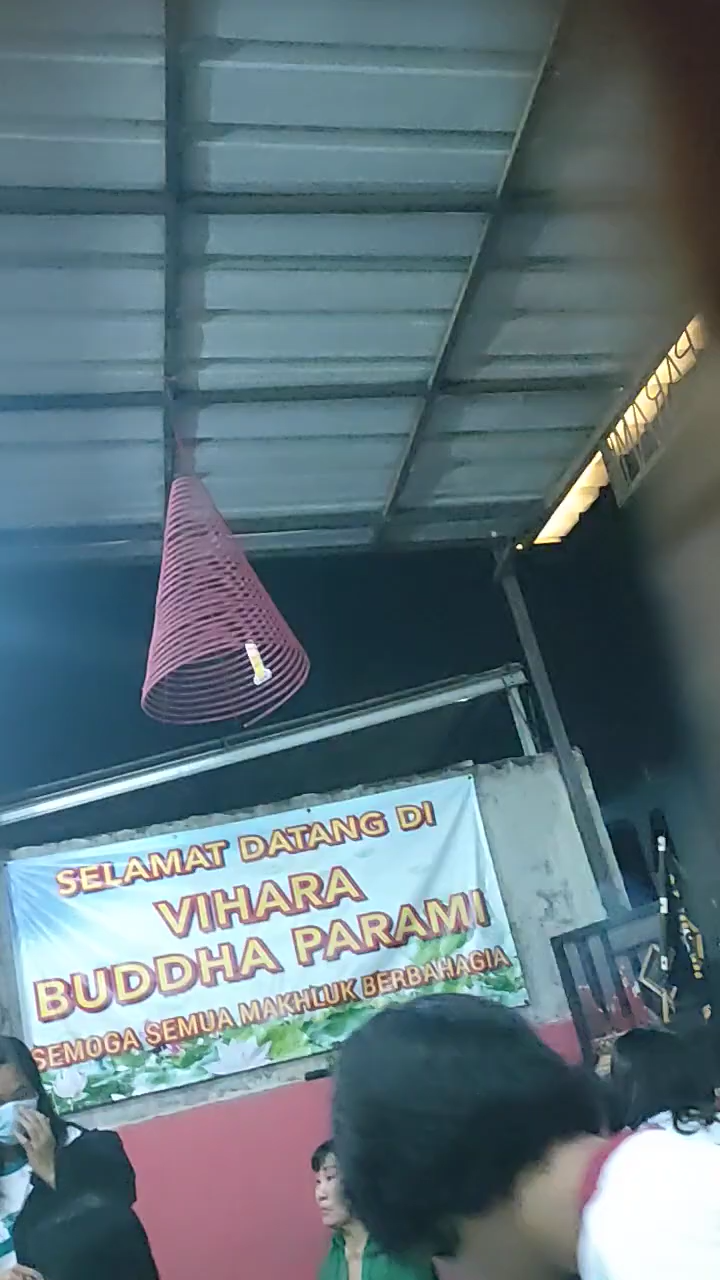 SELAMAT DATANG DI
VIHARA
BUDDHA PARAMI
SEMOGA SEMUA MAKHLUK BERBAHAGIA